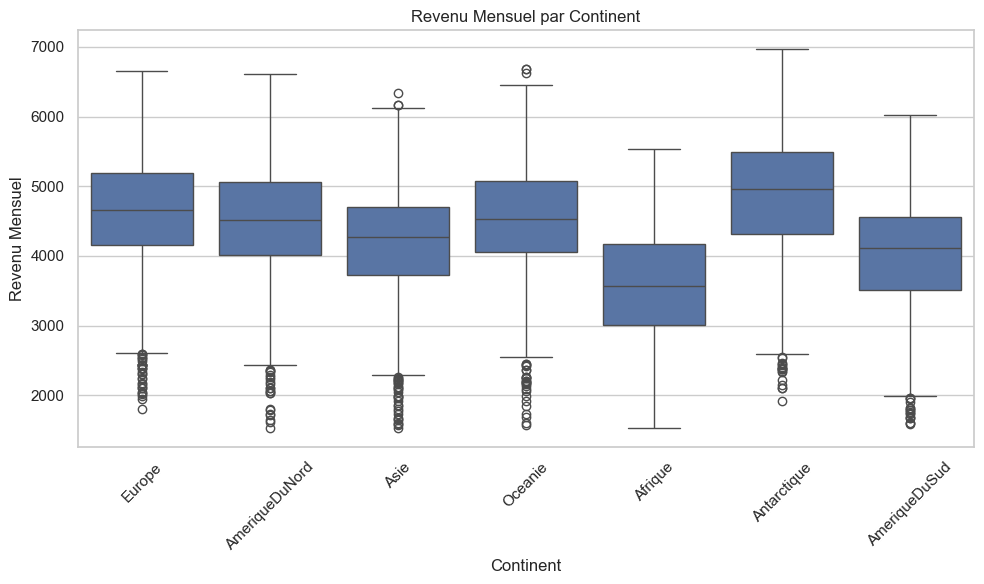 Revenu Mensuel par Continent
7000
6000
5000
4000
3000
2000
Revenu Mensuel
Europe
AmeriqueDuNord
Asie
Oceanie
Afrique
Antarctique
AmeriqueDuSud
Continent